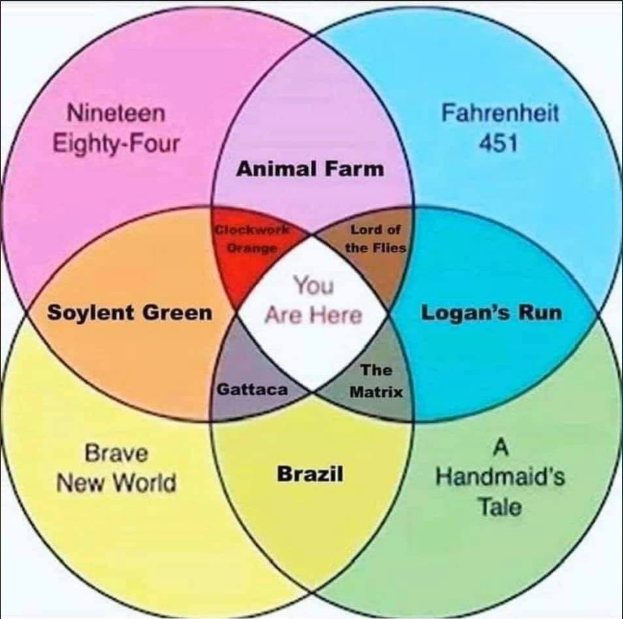 Nineteen
Eighty-Four
Fahrenheit
451
Animal Farm
Clockwork
Orange
Lord of
the Flies
You
Are Here
Soylent Green
Logan's Run
Gattaca
The
Matrix
Brave
New World
Brazil
A
Handmaid's
Tale